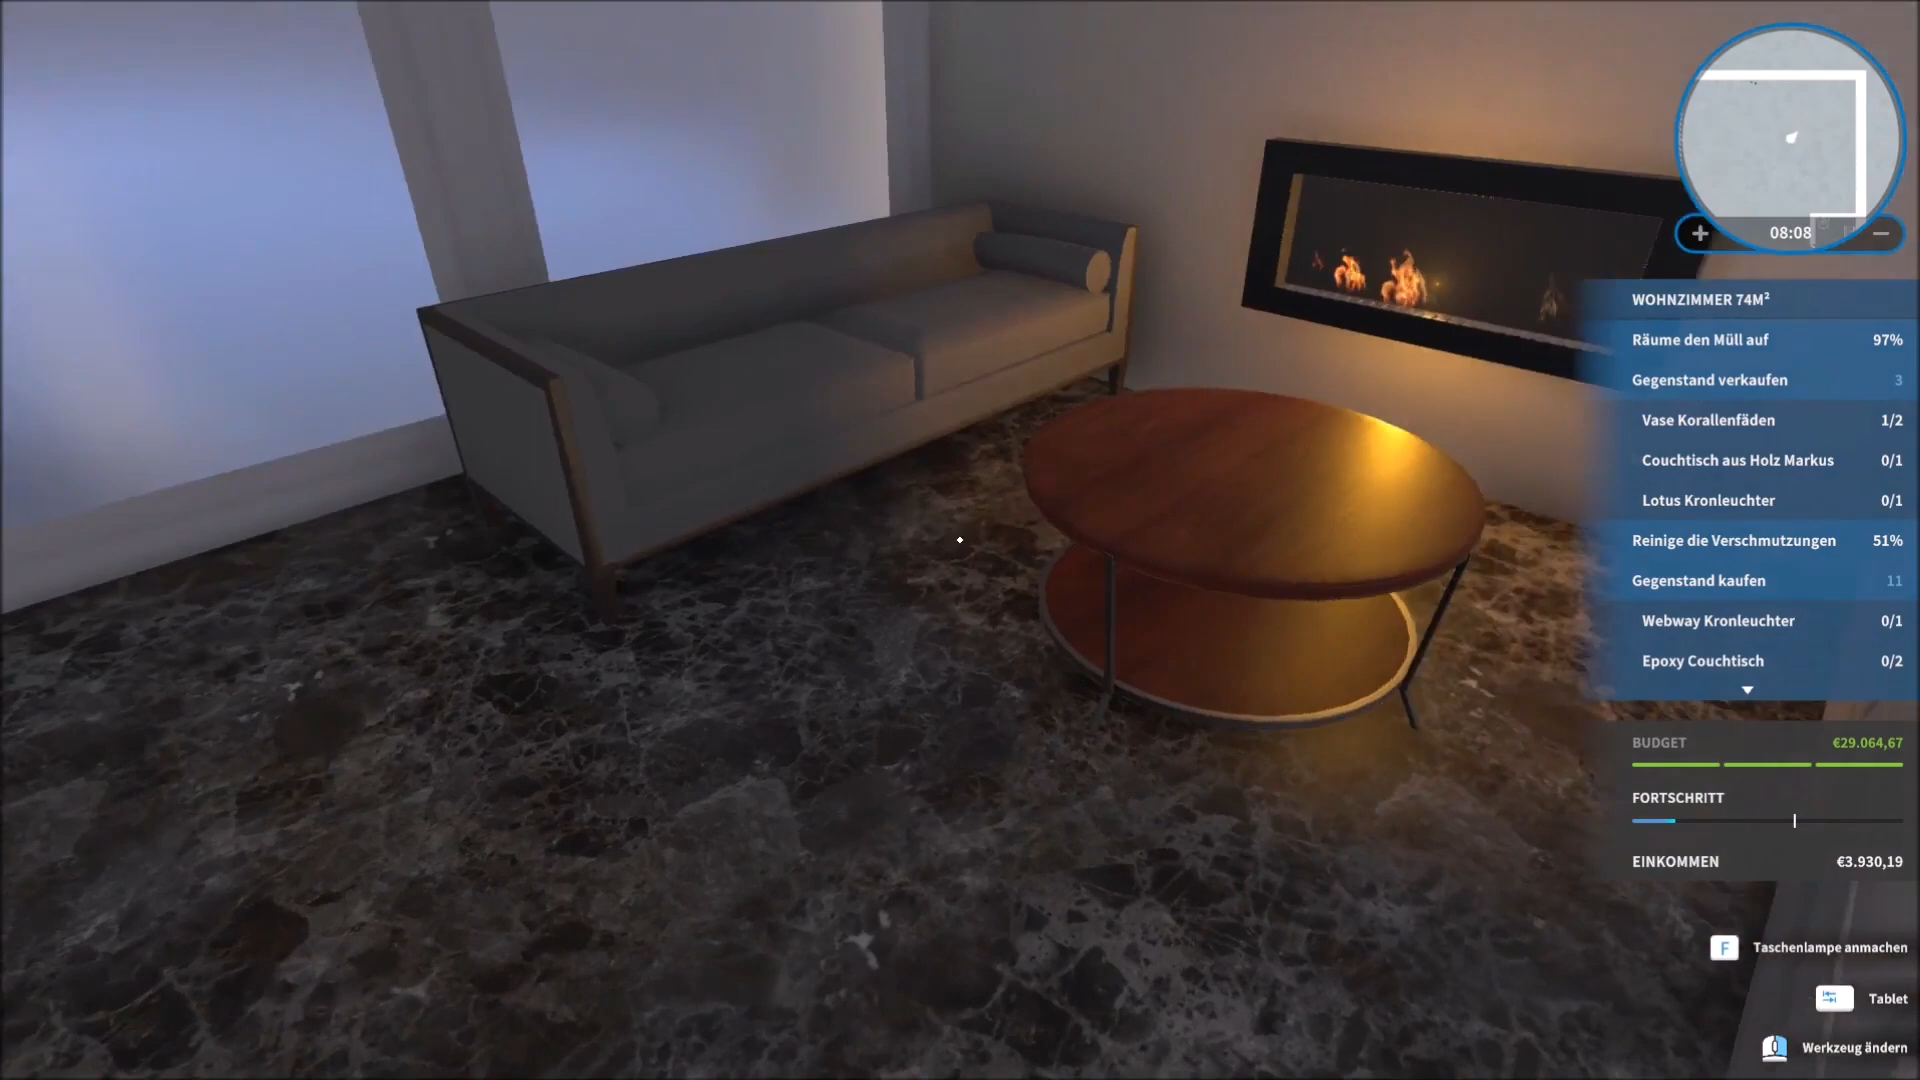 08:08
WOHNZIMMER 74M²
Räume den Müll auf 97%
Gegenstand verkaufen 3
Vase Korallenfäden 1/2
Couchtisch aus Holz Markus 0/1
Lotus Kronleuchter 0/1
Reinige die Verschmutzungen 51%
Gegenstand kaufen 11
Webway Kronleuchter 0/1
Epoxy Couchtisch 0/2
BUDGET €29.064,67
FORTSCHRITT
EINKOMMEN €3.930,19
F Taschenlampe anmachen
Tablet
Werkzeug ändern